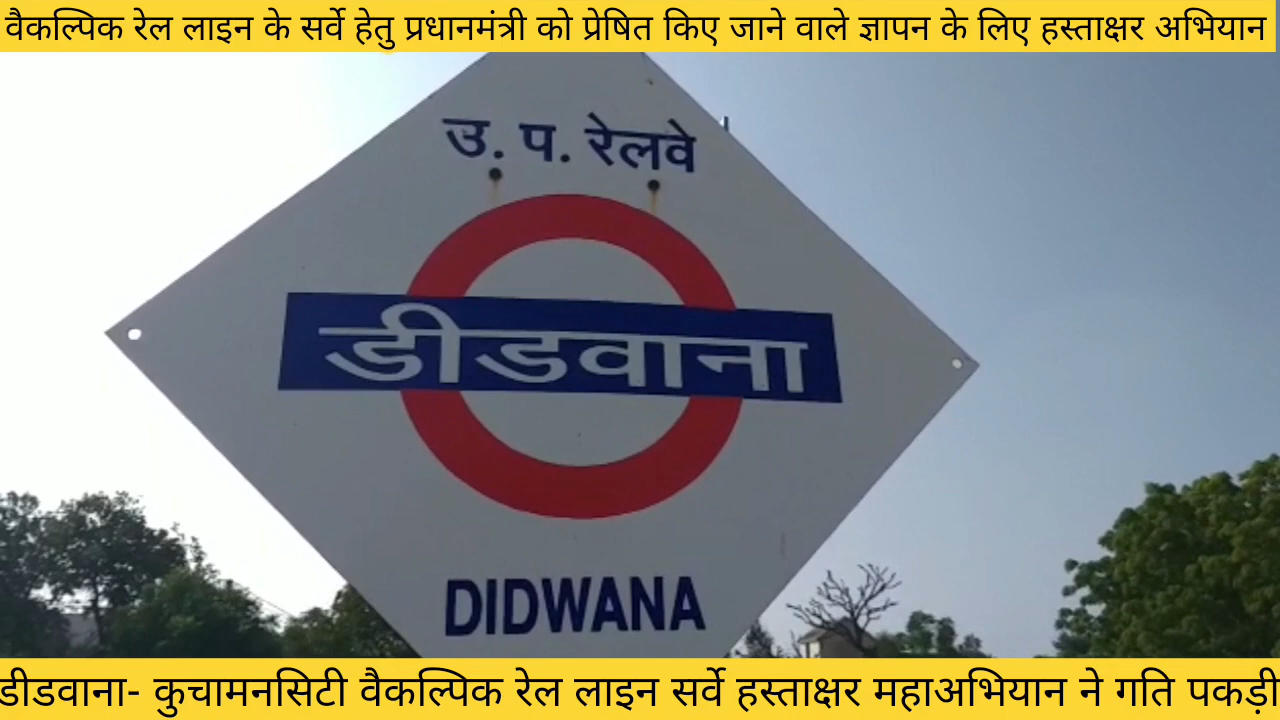 वैकल्पिक रेल लाइन के सर्वे हेतु प्रधानमंत्री को प्रेषित किए जाने वाले ज्ञापन के लिए हस्ताक्षर अभियान
उ. प. रेलवे
डीडवाना
DIDWANA
डीडवाना- कुचामनसिटी वैकल्पिक रेल लाइन सर्वे हस्ताक्षर महाअभियान ने गति पकड़ी